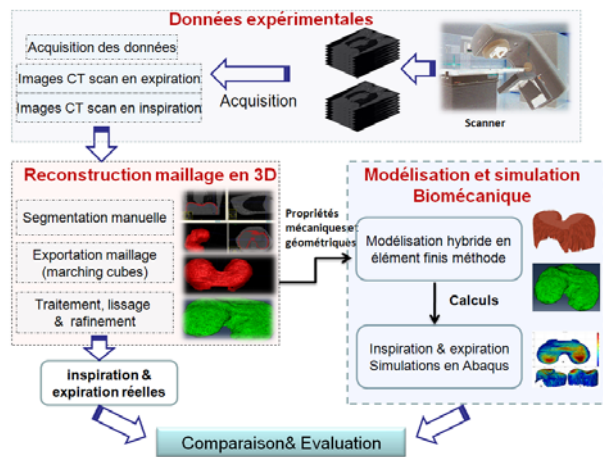 Données expérimentales
Acquisition des données
Images CT scan en expiration
Images CT scan en inspiration
Acquisition
Scanner
Reconstruction maillage en 3D
Segmentation manuelle
Exportation maillage
(marching cubes)
Traitement, lissage
& rafinement
inspiration &
expiration réelles
Propriétés
mécaniques et
géométriques
Modélisation et simulation
Biomécanique
Modélisation hybride en
élément finis méthode
Calculs
Inspiration & expiration
Simulations en Abaqus
Comparaison& Evaluation